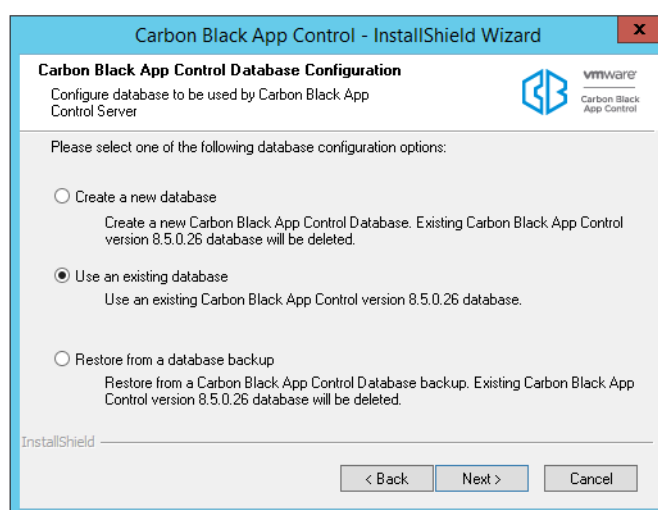 Carbon Black App Control - InstallShield Wizard
x
Carbon Black App Control Database Configuration
Configure database to be used by Carbon Black App
Control Server
vmware
Carbon Black
App Control
Please select one of the following database configuration options:
Create a new database
Create a new Carbon Black App Control Database. Existing Carbon Black App Control
version 8.5.0.26 database will be deleted.
Use an existing database
Use an existing Carbon Black App Control version 8.5.0.26 database.
Restore from a database backup
Restore from a Carbon Black App Control Database backup. Existing Carbon Black App
Control version 8.5.0.26 database will be deleted.
InstallShield
< Back
Next >
Cancel